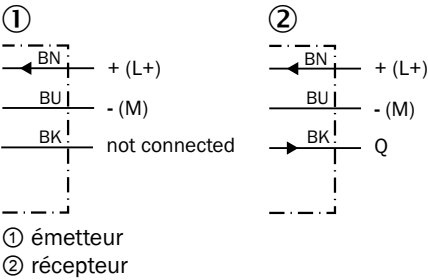 ① ②
BN + (L+) BN + (L+)
BU - (M) BU - (M)
BK not connected BK Q
① émetteur
② récepteur